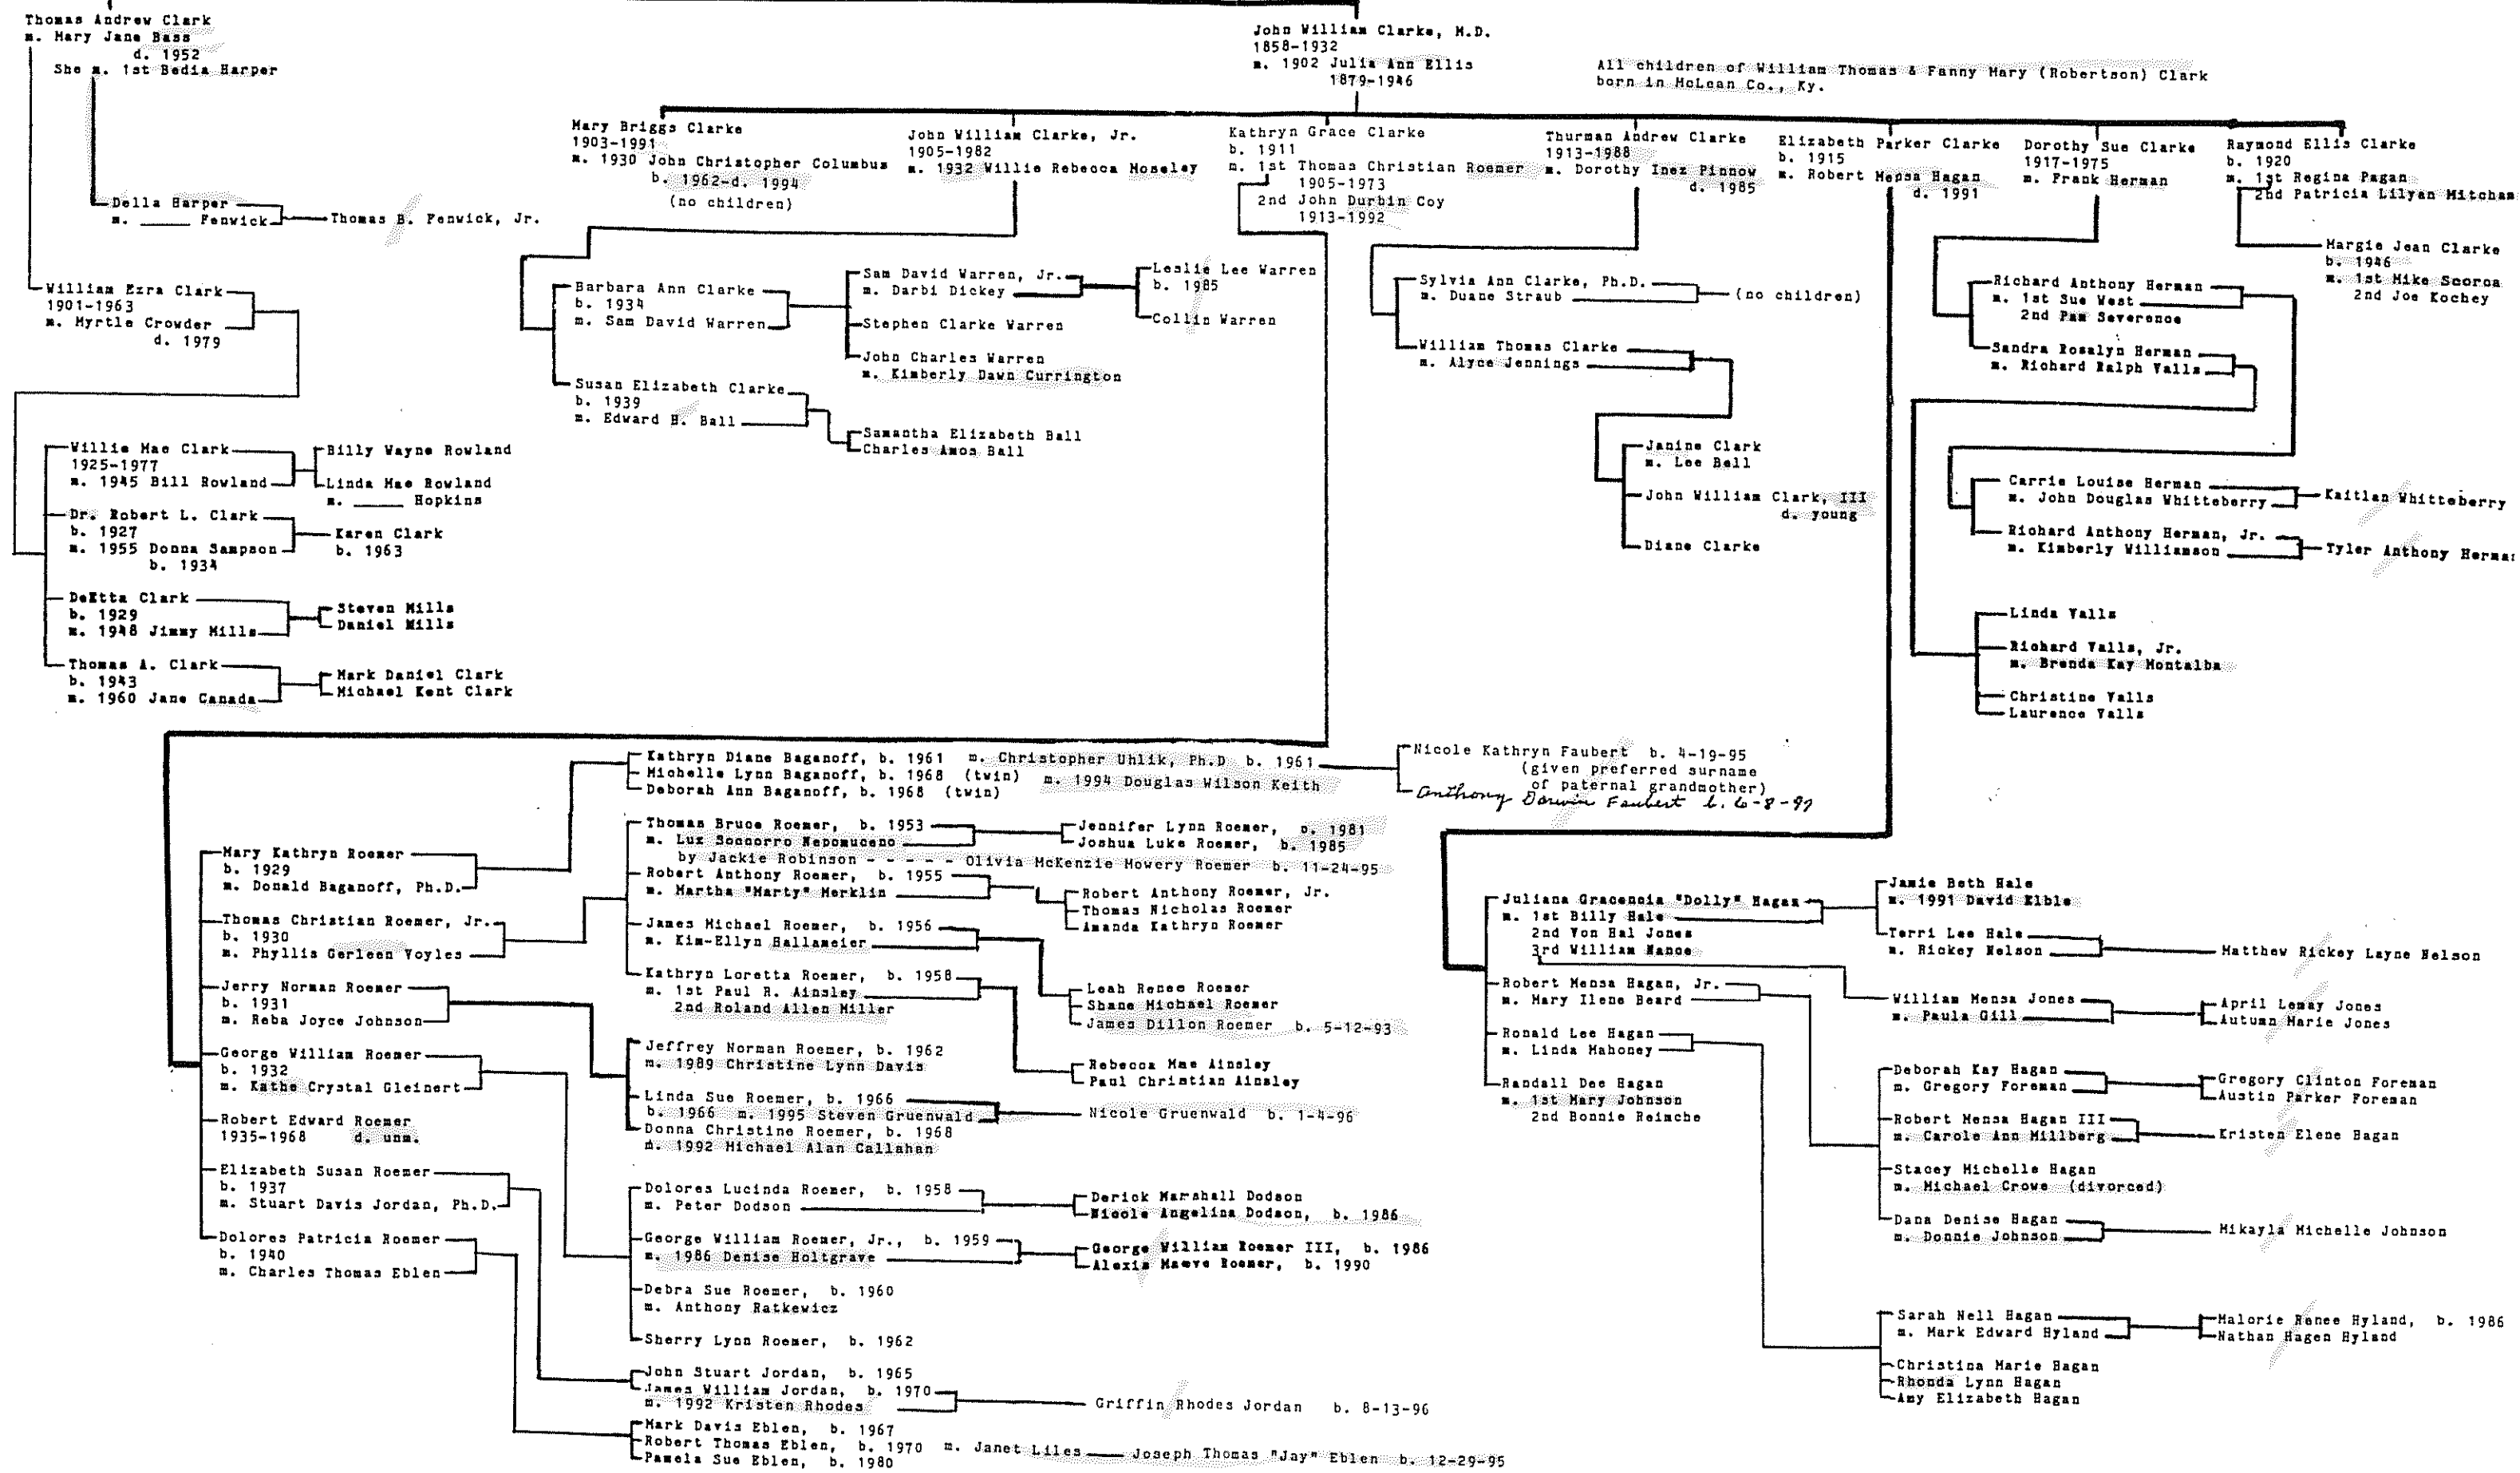 Thomas Andrew Clark
m. Mary Jane Bass
d. 1952
She m. 1st Bedia Harper
Della Harper
m. _____ Fenwick
Thomas B. Fenwick, Jr.
William Ezra Clark
1901-1963
m. Myrtle Crowder
d. 1979
Willie Mae Clark
1925-1977
m. 1945 Bill Rowland
Billy Wayne Rowland
Linda Mae Rowland
m. _____ Hopkins
Dr. Robert L. Clark
b. 1927
m. 1955 Donna Sampson
b. 1934
Karen Clark
b. 1963
DeEtta Clark
b. 1929
m. 1948 Jimmy Mills
Steven Mills
Daniel Mills
Thomas A. Clark
b. 1943
m. 1960 Jane Canada
Mark Daniel Clark
Michael Kent Clark
John William Clarke, M.D.
1858-1932
m. 1902 Julia Ann Ellis
1879-1946
All children of William Thomas & Fanny Mary (Robertson) Clark
born in McLean Co., Ky.
Mary Briggs Clarke
1903-1991
m. 1930 John Christopher Columbus
b. 1962-d. 1994
(no children)
John William Clarke, Jr.
1905-1982
m. 1932 Willie Rebecca Moseley
Kathryn Grace Clarke
b. 1911
m. 1st Thomas Christian Roemer
1905-1973
2nd John Durbin Coy
1913-1992
Thurman Andrew Clarke
1913-1988
m. Dorothy Inez Pinnow
d. 1985
Elizabeth Parker Clarke
b. 1915
m. Robert Mensa Hagan
d. 1991
Dorothy Sue Clarke
1917-1975
m. Frank Herman
Raymond Ellis Clarke
b. 1920
m. 1st Regina Pagan
2nd Patricia Lilyan Mitcham
Margie Jean Clarke
b. 1946
m. 1st Mike Scoroa
2nd Joe Kochey
Barbara Ann Clarke
b. 1934
m. Sam David Warren
Sam David Warren, Jr.
m. Darbi Dickey
Leslie Lee Warren
b. 1985
Collin Warren
Stephen Clarke Warren
John Charles Warren
m. Kimberly Dawn Currington
Susan Elizabeth Clarke
b. 1939
m. Edward H. Ball
Samantha Elizabeth Ball
Charles Amos Ball
Sylvia Ann Clarke, Ph.D.
m. Duane Straub
(no children)
William Thomas Clarke
m. Alyce Jennings
Janine Clark
m. Lee Bell
John William Clark, III
d. young
Diane Clarke
Richard Anthony Herman
m. 1st Sue West
2nd Pam Severence
Sandra Rosalyn Herman
m. Richard Ralph Valls
Carrie Louise Herman
m. John Douglas Whitteberry
Kaitlan Whitteberry
Richard Anthony Herman, Jr.
m. Kimberly Williamson
Tyler Anthony Herman
Linda Valls
Richard Valls, Jr.
m. Brenda Kay Montalba
Christine Valls
Laurence Valls
Mary Kathryn Roemer
b. 1929
m. Donald Baganoff, Ph.D.
Thomas Christian Roemer, Jr.
b. 1930
m. Phyllis Gerleen Voyles
Jerry Norman Roemer
b. 1931
m. Reba Joyce Johnson
George William Roemer
b. 1932
m. Kathe Crystal Gleinert
Robert Edward Roemer
1935-1968 d. unm.
Elizabeth Susan Roemer
b. 1937
m. Stuart Davis Jordan, Ph.D.
Dolores Patricia Roemer
b. 1940
m. Charles Thomas Eblen
Kathryn Diane Baganoff, b. 1961 m. Christopher Uhlik, Ph.D b. 1961
Michelle Lynn Baganoff, b. 1968 (twin) m. 1994 Douglas Wilson Keith
Deborah Ann Baganoff, b. 1968 (twin)
Nicole Kathryn Faubert b. 4-19-95
(given preferred surname
of paternal grandmother)
Anthony Darwin Faubert b. 6-8-97
Thomas Bruce Roemer, b. 1953
m. Luz Soccorro Nepomuceno
by Jackie Robinson - - - - - Olivia McKenzie Mowery Roemer b. 11-24-95
Jennifer Lynn Roemer, b. 1981
Joshua Luke Roemer, b. 1985
Robert Anthony Roemer, b. 1955
m. Martha "Marty" Merklin
Robert Anthony Roemer, Jr.
Thomas Nicholas Roemer
Amanda Kathryn Roemer
James Michael Roemer, b. 1956
m. Kim-Ellyn Hallameier
Leah Renee Roemer
Shane Michael Roemer
James Dillon Roemer b. 5-12-93
Kathryn Loretta Roemer, b. 1958
m. 1st Paul R. Ainsley
2nd Roland Allen Miller
Rebecca Mae Ainsley
Paul Christian Ainsley
Jeffrey Norman Roemer, b. 1962
m. 1989 Christine Lynn Davis
Linda Sue Roemer, b. 1966
b. 1966 m. 1995 Steven Gruenwald
Nicole Gruenwald b. 1-4-96
Donna Christine Roemer, b. 1968
m. 1992 Michael Alan Callahan
Dolores Lucinda Roemer, b. 1958
m. Peter Dodson
Derick Marshall Dodson
Nicole Angelina Dodson, b. 1986
George William Roemer, Jr., b. 1959
m. 1986 Denise Holtgrave
George William Roemer III, b. 1986
Alexis Maeve Roemer, b. 1990
Debra Sue Roemer, b. 1960
m. Anthony Ratkewicz
Sherry Lynn Roemer, b. 1962
John Stuart Jordan, b. 1965
James William Jordan, b. 1970
m. 1992 Kristen Rhodes
Griffin Rhodes Jordan b. 8-13-96
Mark Davis Eblen, b. 1967
Robert Thomas Eblen, b. 1970 m. Janet Liles ___ Joseph Thomas "Jay" Eblen b. 12-29-95
Pamela Sue Eblen, b. 1980
Juliana Gracencia "Dolly" Hagan
m. 1st Billy Hale
2nd Von Hal Jones
3rd William Nance
Jamie Beth Hale
m. 1991 David Elble
Terri Lee Hale
m. Rickey Nelson
Matthew Rickey Layne Nelson
William Mensa Jones
m. Paula Gill
April Lemay Jones
Autumn Marie Jones
Robert Mensa Hagan, Jr.
m. Mary Ilene Beard
Ronald Lee Hagan
m. Linda Mahoney
Randall Dee Hagan
m. 1st Mary Johnson
2nd Bonnie Reimche
Deborah Kay Hagan
m. Gregory Foreman
Gregory Clinton Foreman
Austin Parker Foreman
Robert Mensa Hagan III
m. Carole Ann Millberg
Kristen Elene Hagan
Stacey Michelle Hagan
m. Michael Crowe (divorced)
Dana Denise Hagan
m. Donnie Johnson
Mikayla Michelle Johnson
Sarah Nell Hagan
m. Mark Edward Hyland
Malorie Renee Hyland, b. 1986
Nathan Hagen Hyland
Christina Marie Hagan
Rhonda Lynn Hagan
Amy Elizabeth Hagan